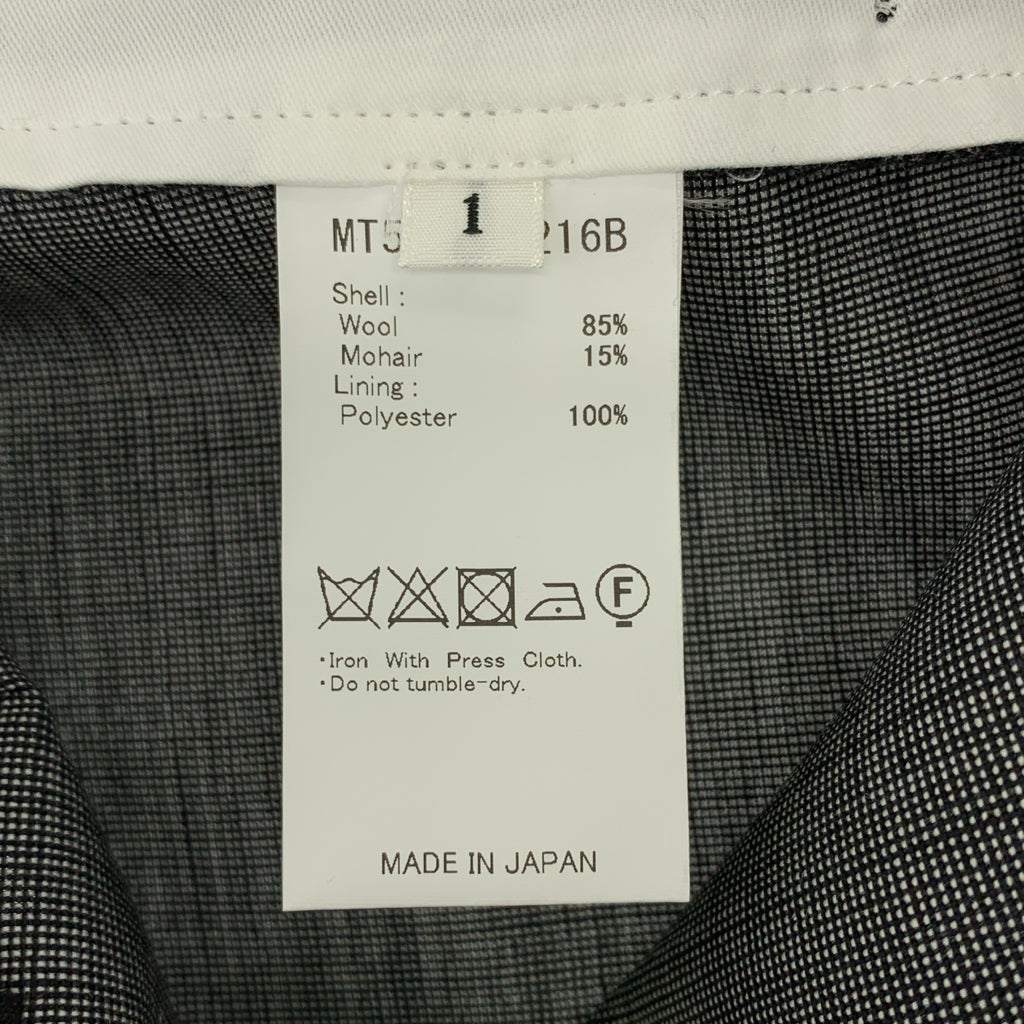 1
216B
Shell :
Wool 85%
Mohair 15%
Lining :
Polyester 100%
F
・Iron With Press Cloth.
・Do not tumble-dry.
MADE IN JAPAN